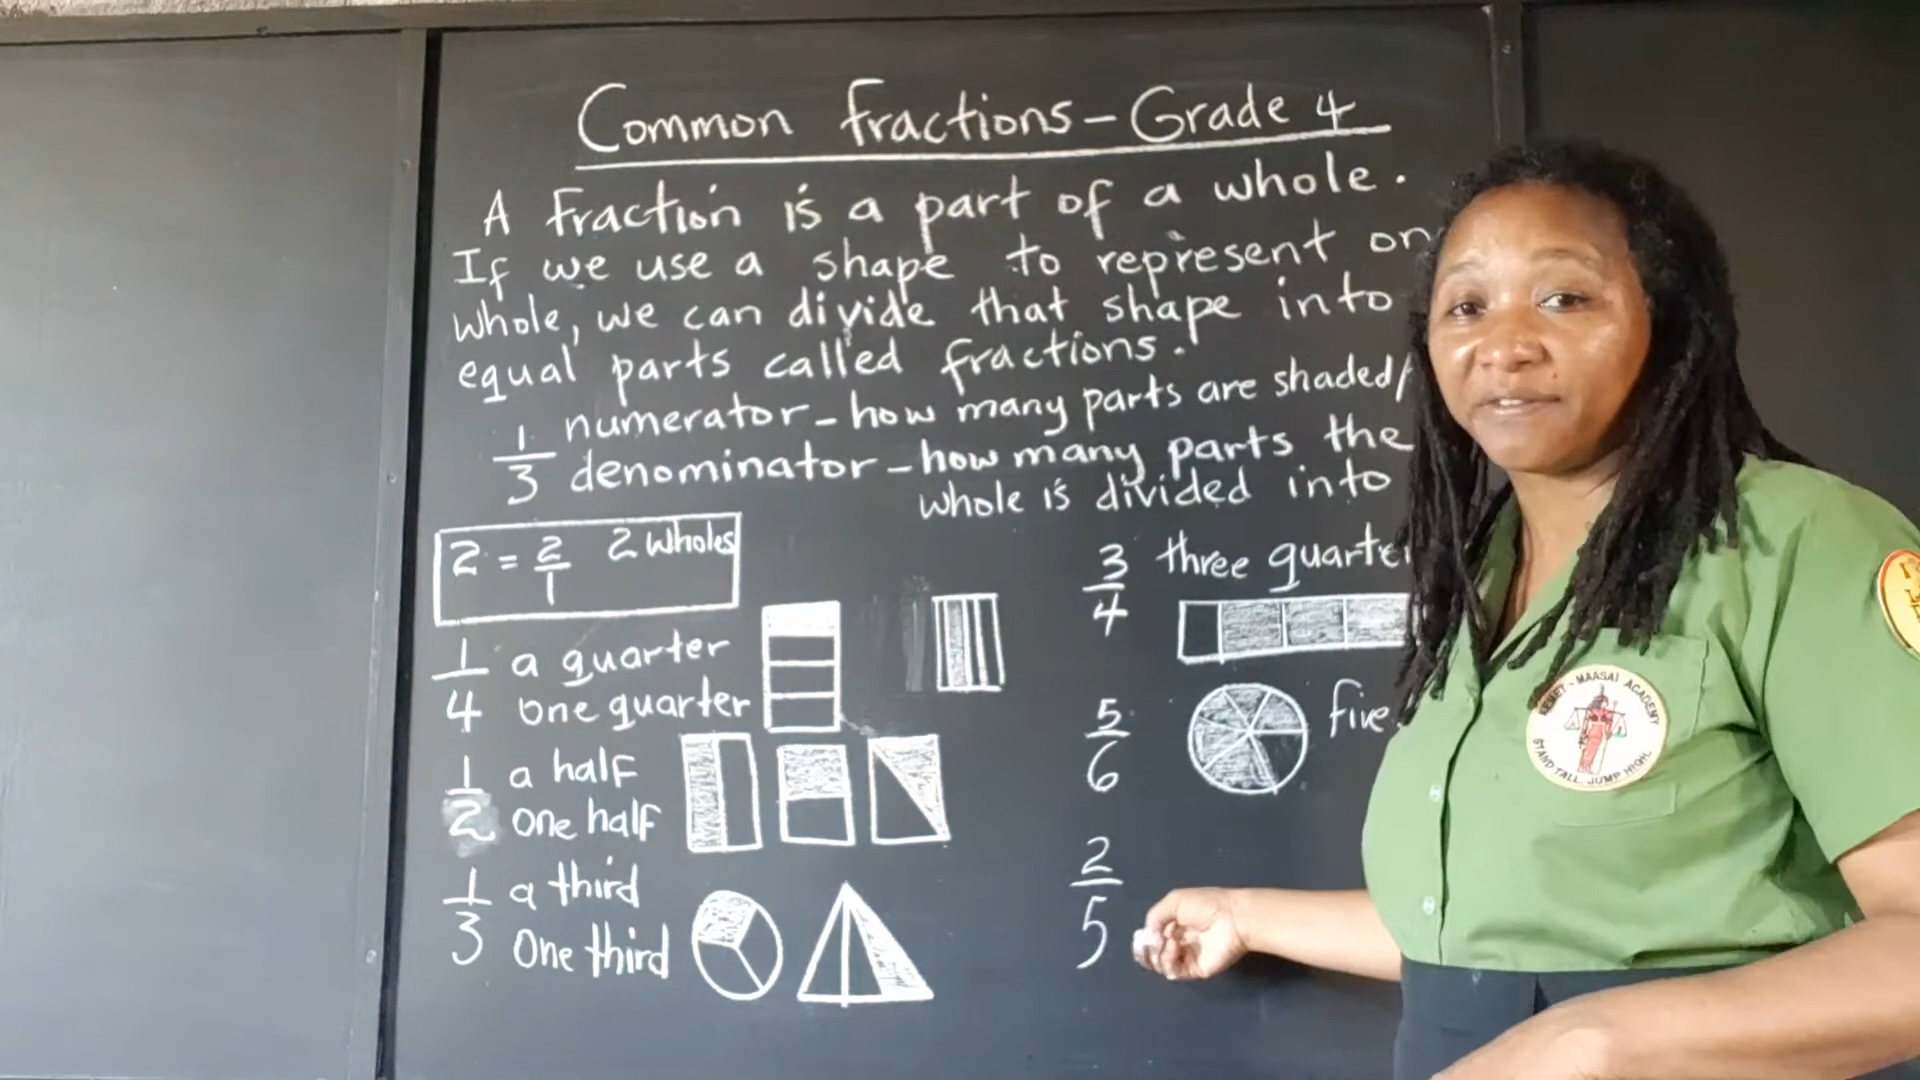 Common fractions - Grade 4
A fraction is a part of a whole.
If we use a shape to represent
whole, we can divide that shape into
equal parts called fractions.
1/3 numerator - how many parts are shaded/
denominator - how many parts the
whole is divided into
2 = 2/1 2 wholes
1/4 a quarter
one quarter
1/2 a half
one half
1/3 a third
One third
3/4 three
5/6 five
2/5
MAASAI ACADEMY
STAND TALL JUMP HIGH